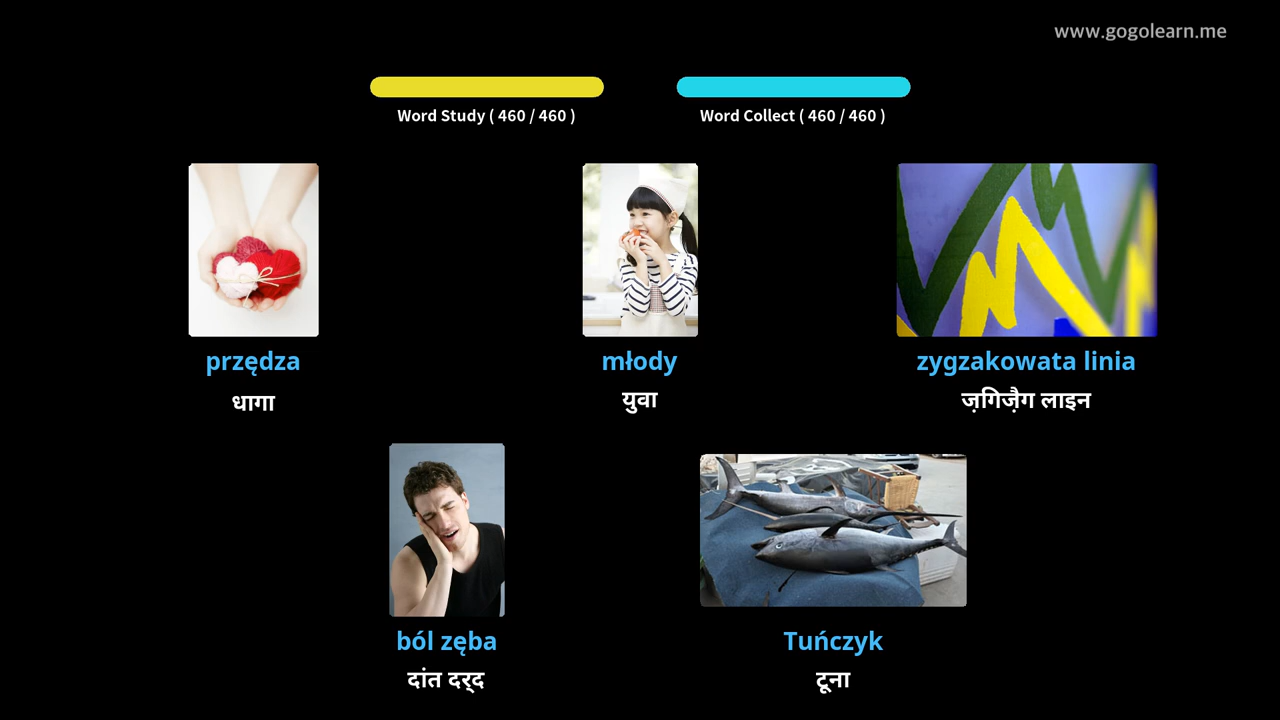 www.gogolearn.me
Word Study ( 460 / 460 )
Word Collect ( 460 / 460 )
przędza
धागा
młody
युवा
zygzakowata linia
ज़गिज़ैग लाइन
ból zęba
दांत दर्द
Tuńczyk
टूना